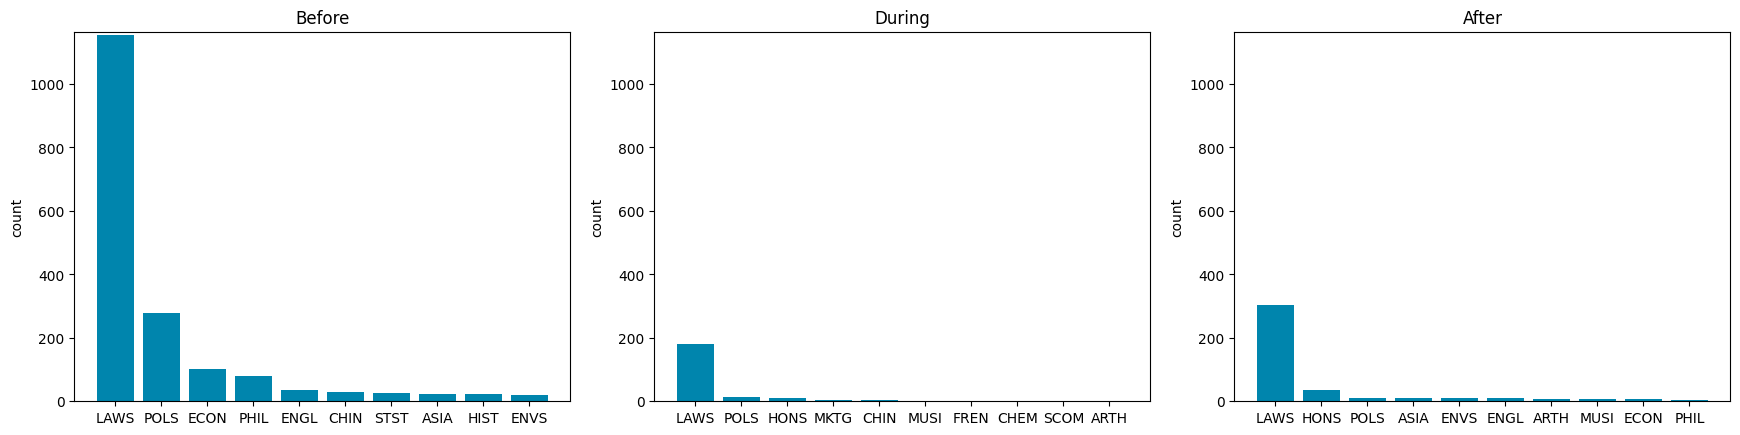 Before
During
After
count
1000
800
600
400
200
0
LAWS POLS ECON PHIL ENGL CHIN STST ASIA HIST ENVS
count
1000
800
600
400
200
0
LAWS POLS HONS MKTG CHIN MUSI FREN CHEM SCOM ARTH
count
1000
800
600
400
200
0
LAWS HONS POLS ASIA ENVS ENGL ARTH MUSI ECON PHIL